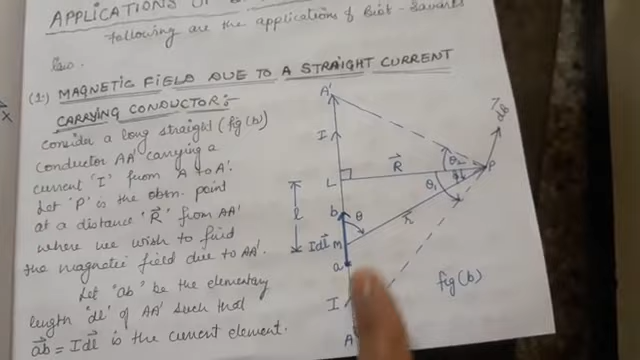 APPLICATIONS OF
Following are the applications of Biot-Savart's
law.
(1.) MAGNETIC FIELD DUE TO A STRAIGHT CURRENT
CARRYING CONDUCTOR:-
Consider a long straight (fig(b)
Conductor AA' carrying a
current 'I' from A to A'.
Let 'P' is the obsn. point
at a distance 'R⃗' from AA'
where we wish to find
the magnetic field due to AA'.
Let 'ab' be the elementary
length 'dl' of AA' such that
a⃗b = Idl⃗ is the current element.
A'
I
L
R⃗
θ₂
P
dB⃗
θ₁
l
b
θ
r
Idl⃗
M
a
I
A
fig(b)
x